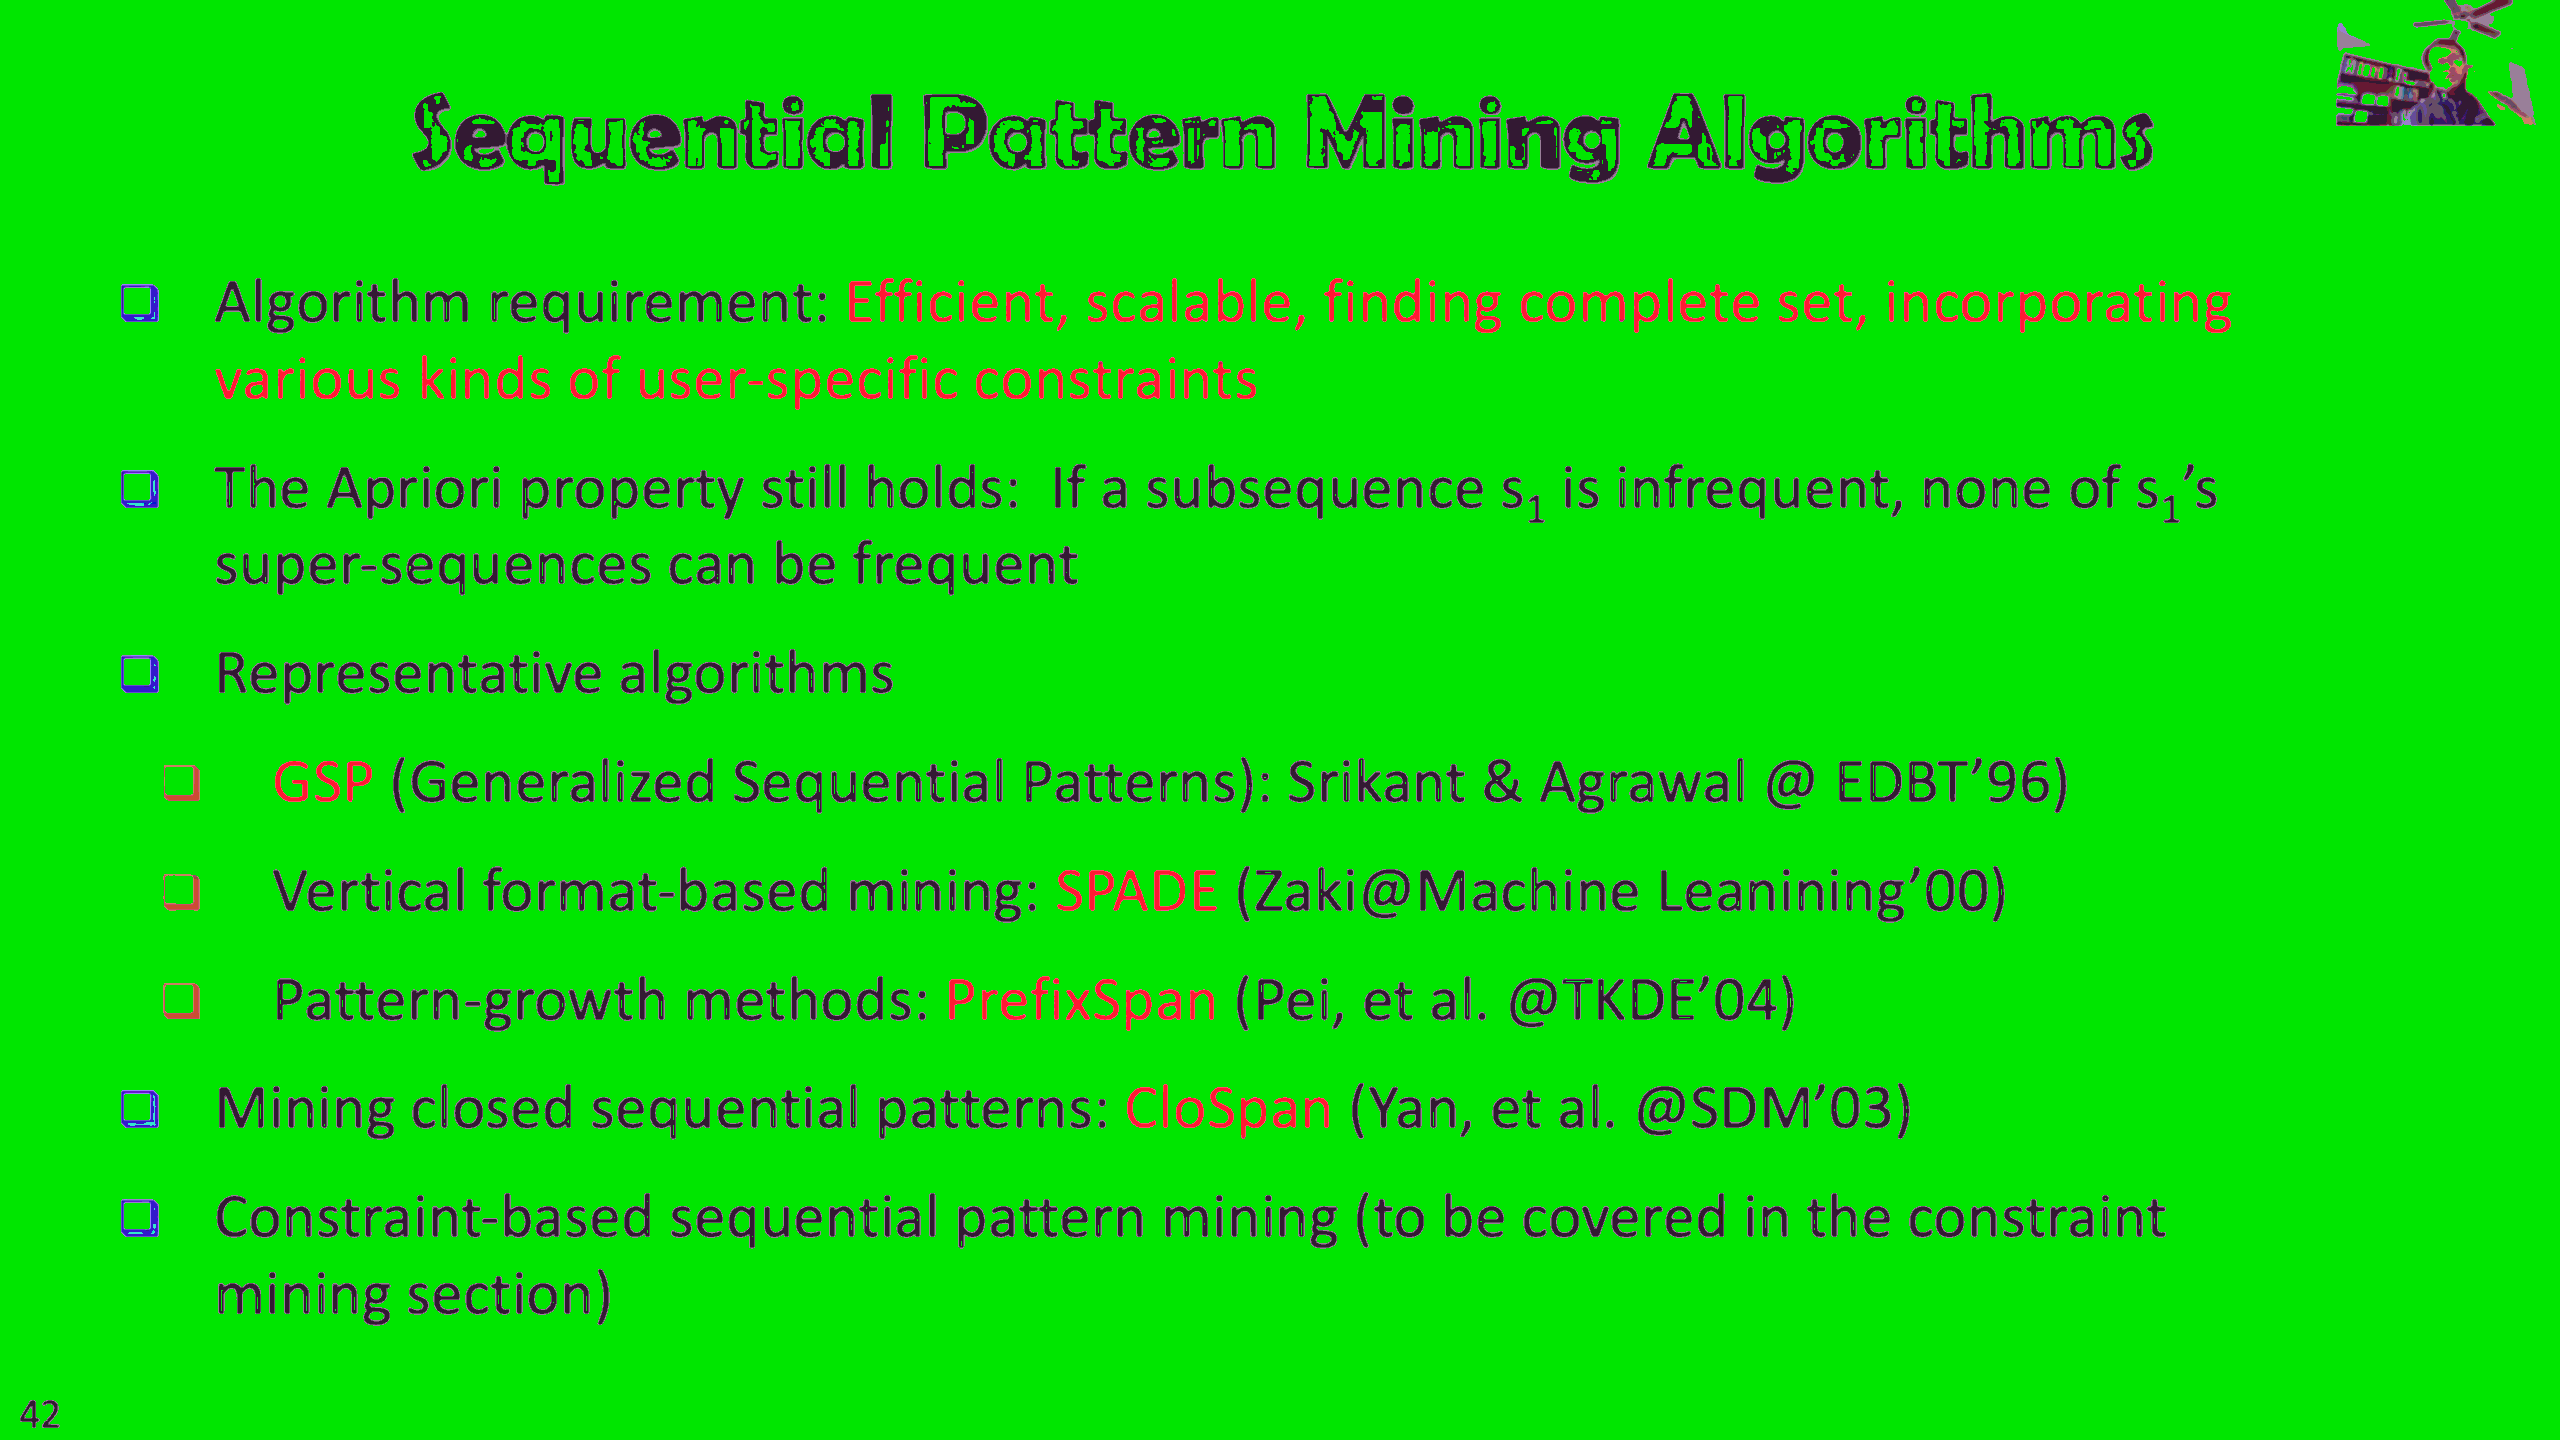 Sequential Pattern Mining Algorithms
❑ Algorithm requirement: Efficient, scalable, finding complete set, incorporating
various kinds of user-specific constraints
❑ The Apriori property still holds: If a subsequence s₁ is infrequent, none of s₁’s
super-sequences can be frequent
❑ Representative algorithms
❑ GSP (Generalized Sequential Patterns): Srikant & Agrawal @ EDBT’96)
❑ Vertical format-based mining: SPADE (Zaki@Machine Leanining’00)
❑ Pattern-growth methods: PrefixSpan (Pei, et al. @TKDE’04)
❑ Mining closed sequential patterns: CloSpan (Yan, et al. @SDM’03)
❑ Constraint-based sequential pattern mining (to be covered in the constraint
mining section)
42